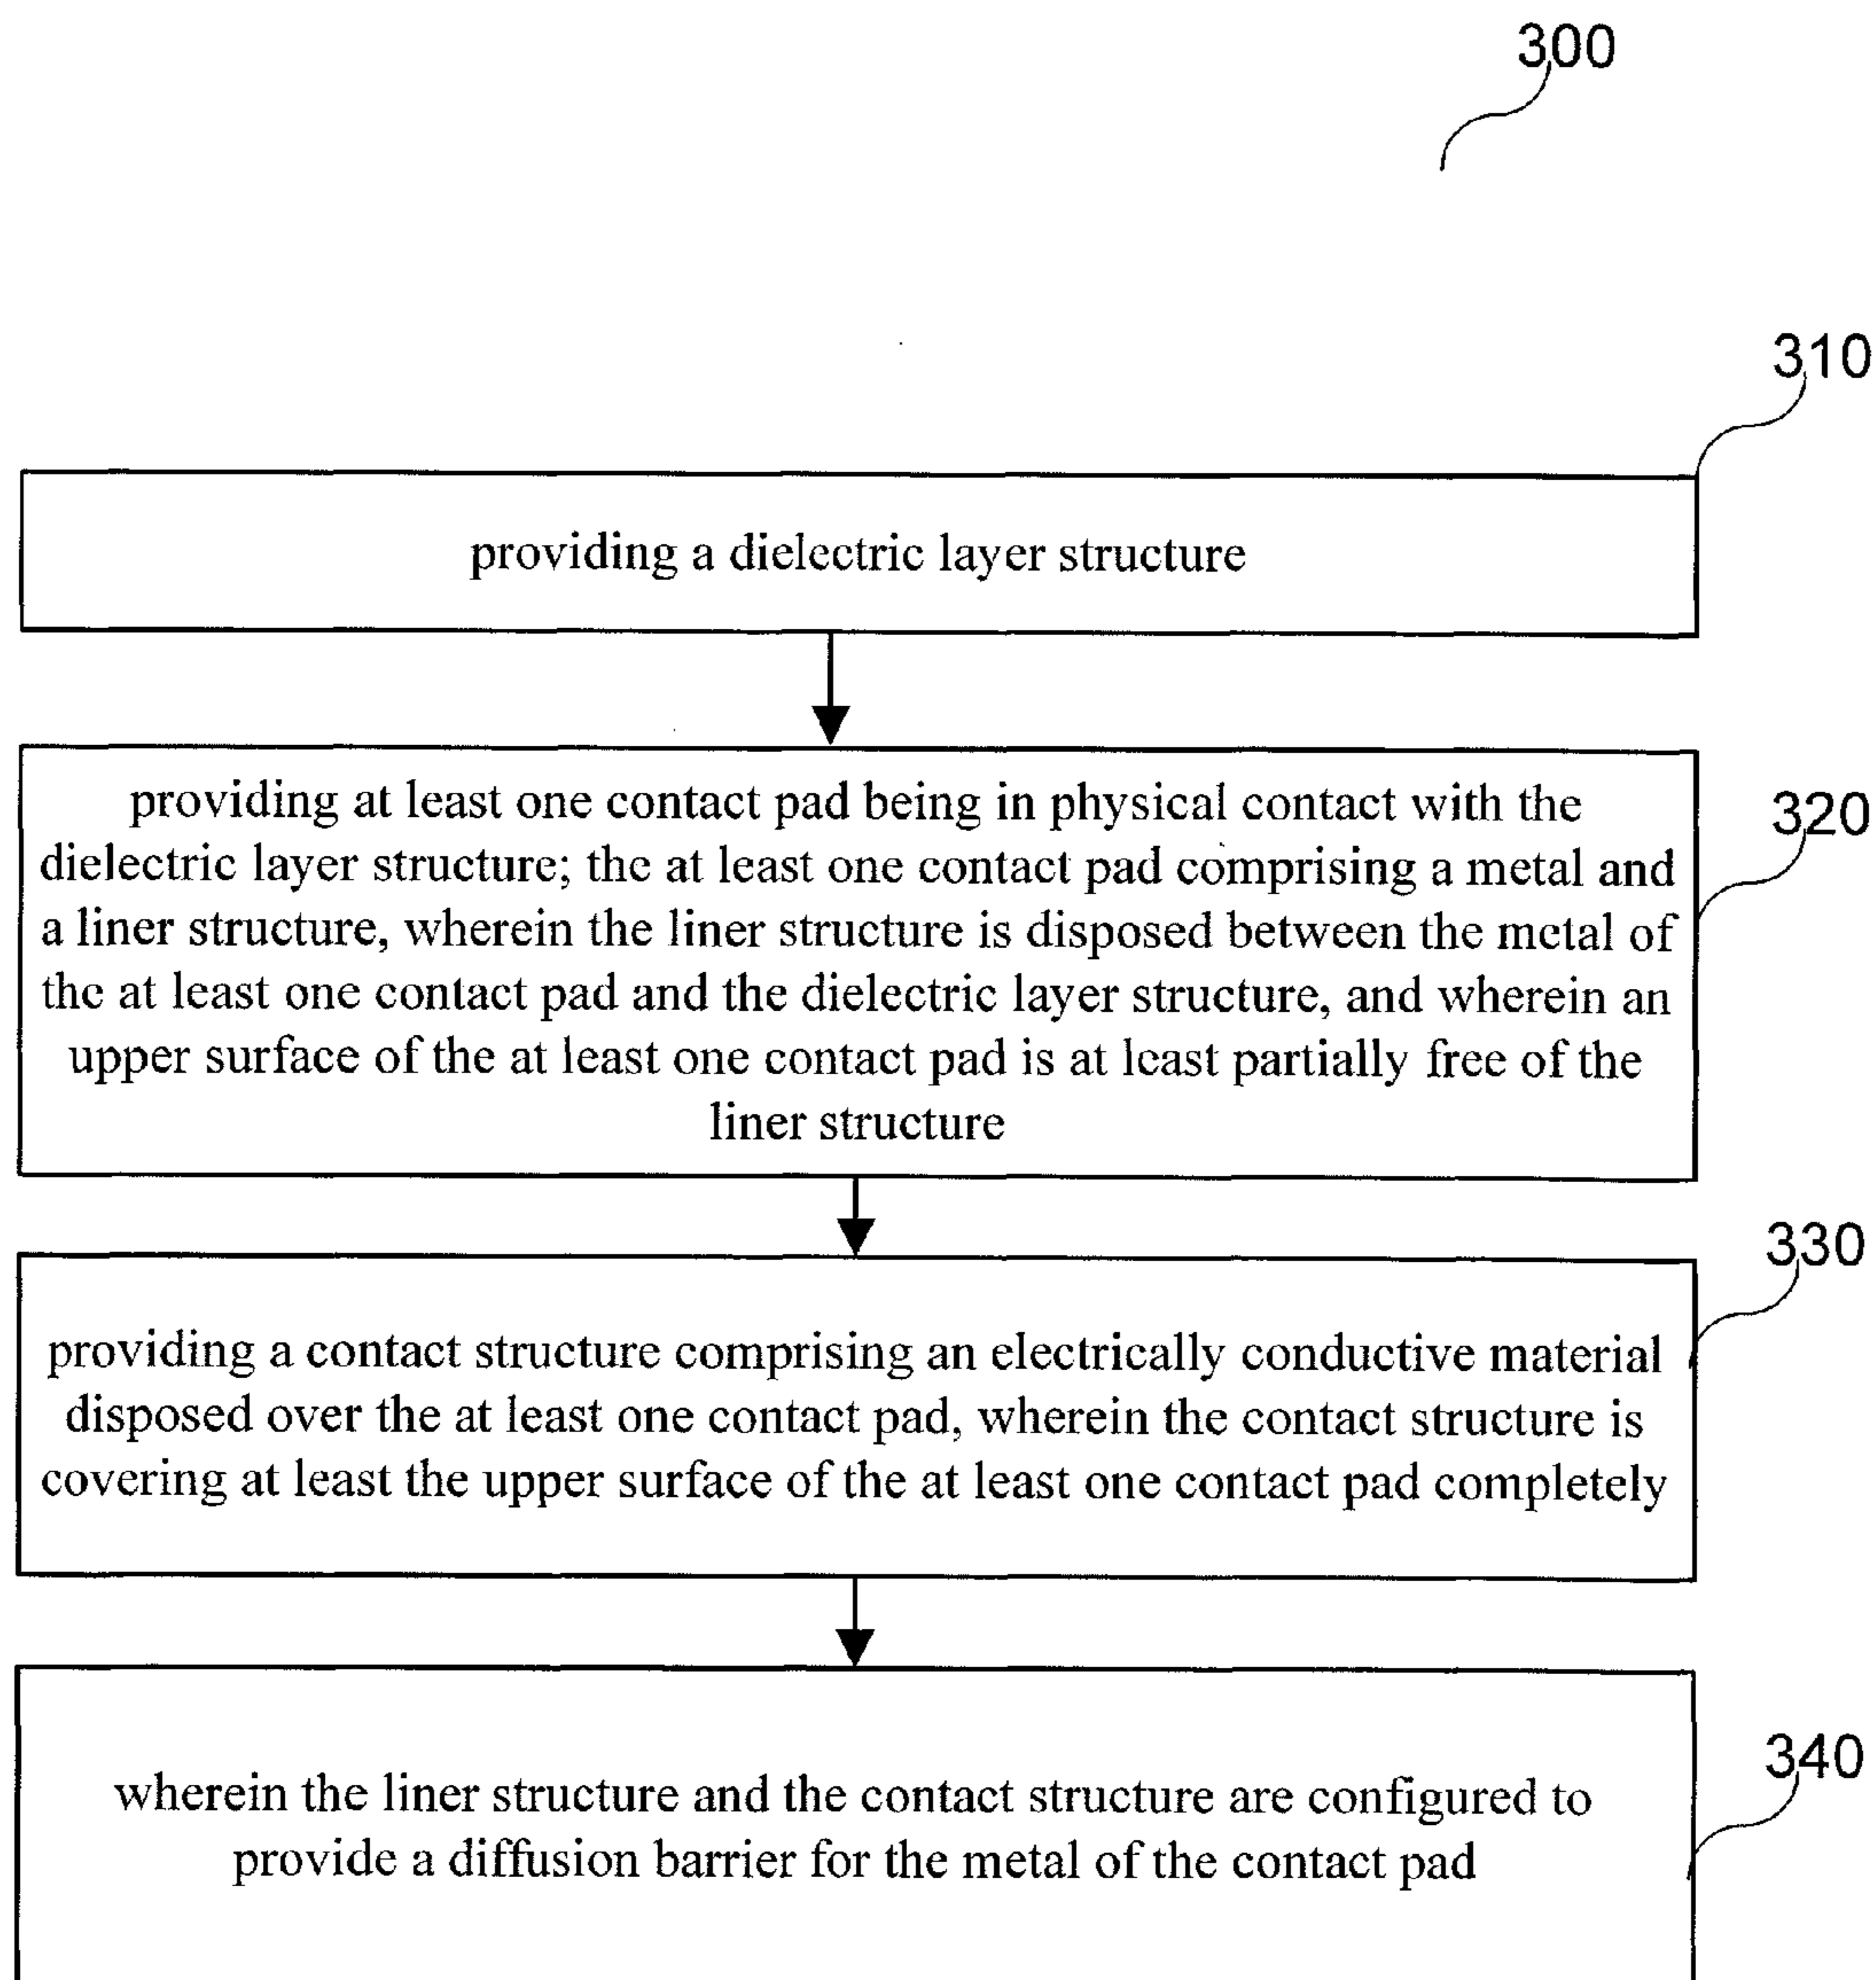 300
310
providing a dielectric layer structure
providing at least one contact pad being in physical contact with the
320
dielectric layer structure; the at least one contact pad comprising a metal and
a liner structure, wherein the liner structure is disposed between the metal of
the at least one contact pad and the dielectric layer structure, and wherein an
upper surface of the at least one contact pad is at least partially free of the
liner structure
330
providing a contact structure comprising an electrically conductive material
disposed over the at least one contact pad, wherein the contact structure is
covering at least the upper surface of the at least one contact pad completely
340
wherein the liner structure and the contact structure are configured to
provide a diffusion barrier for the metal of the contact pad